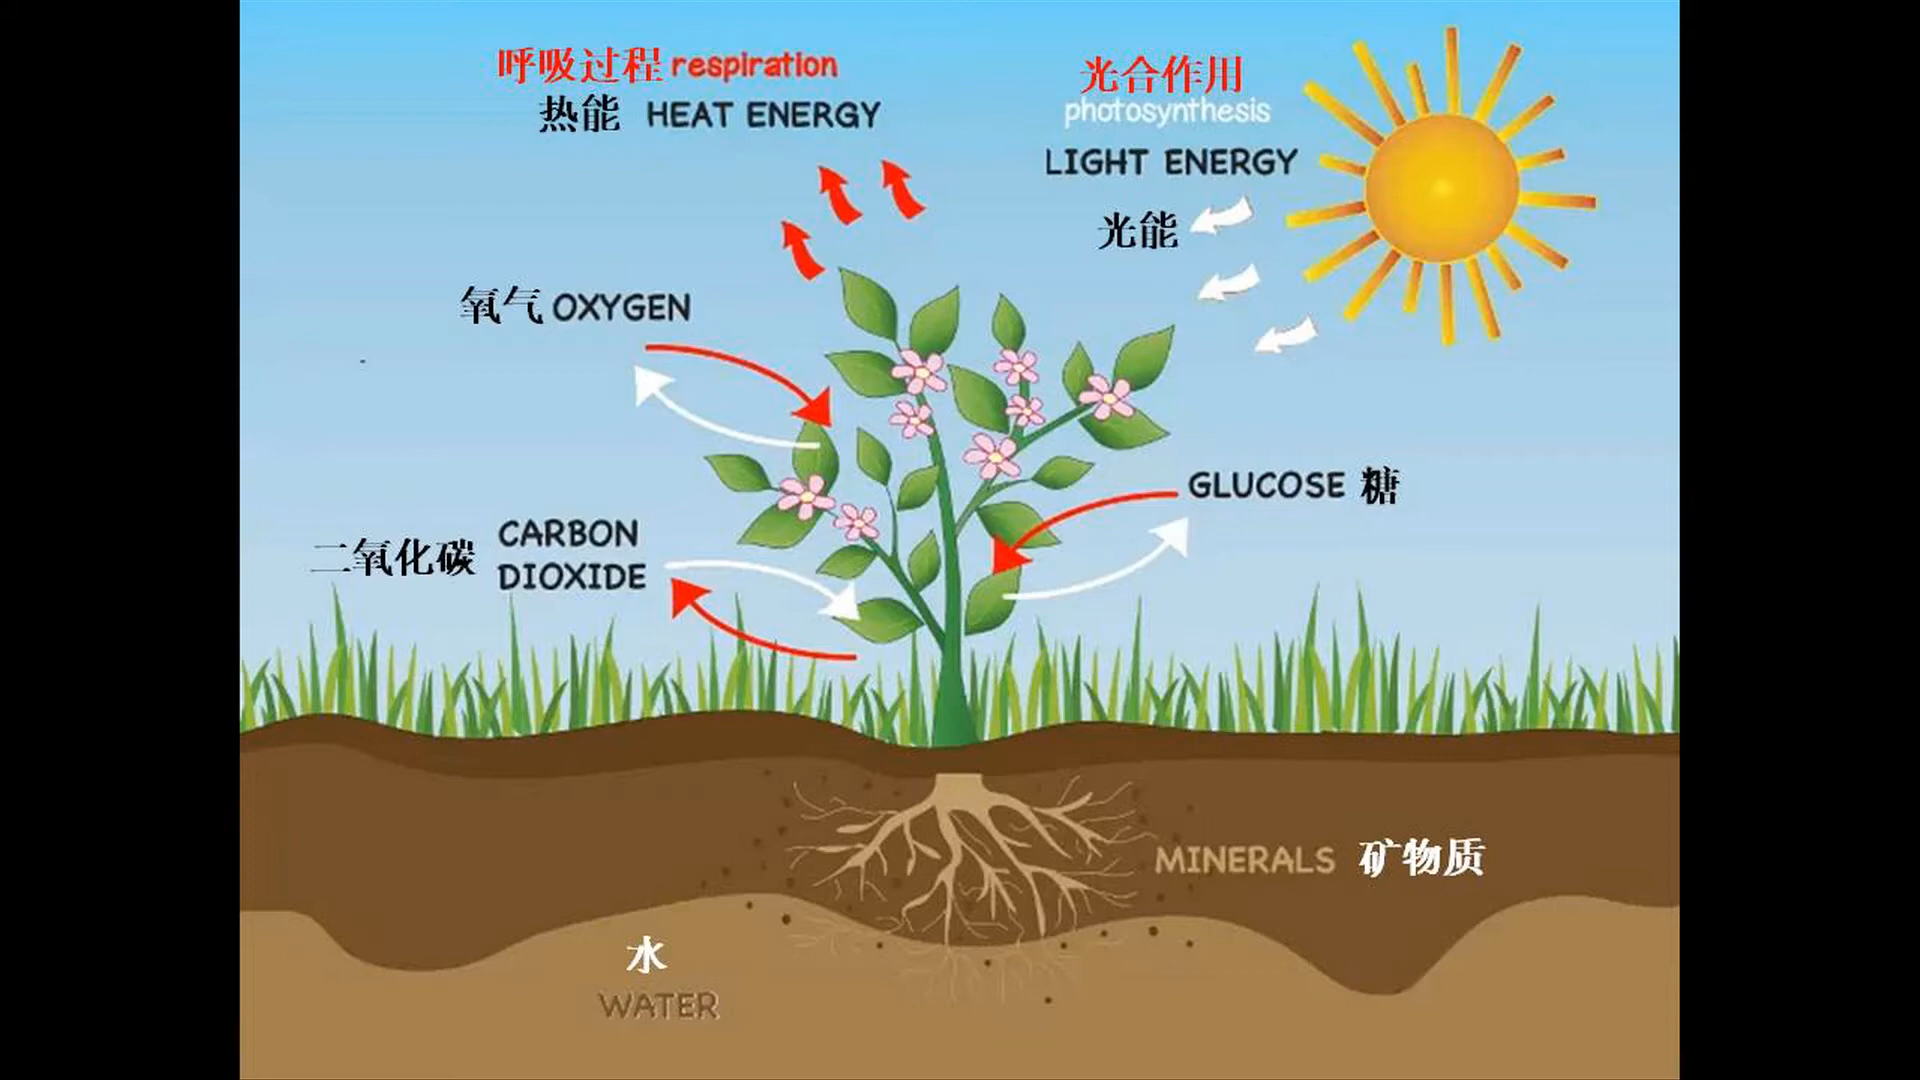 呼吸过程 respiration
热能 HEAT ENERGY
光合作用
photosynthesis
LIGHT ENERGY
光能
氧气 OXYGEN
GLUCOSE 糖
二氧化碳 CARBON
DIOXIDE
MINERALS 矿物质
水
WATER